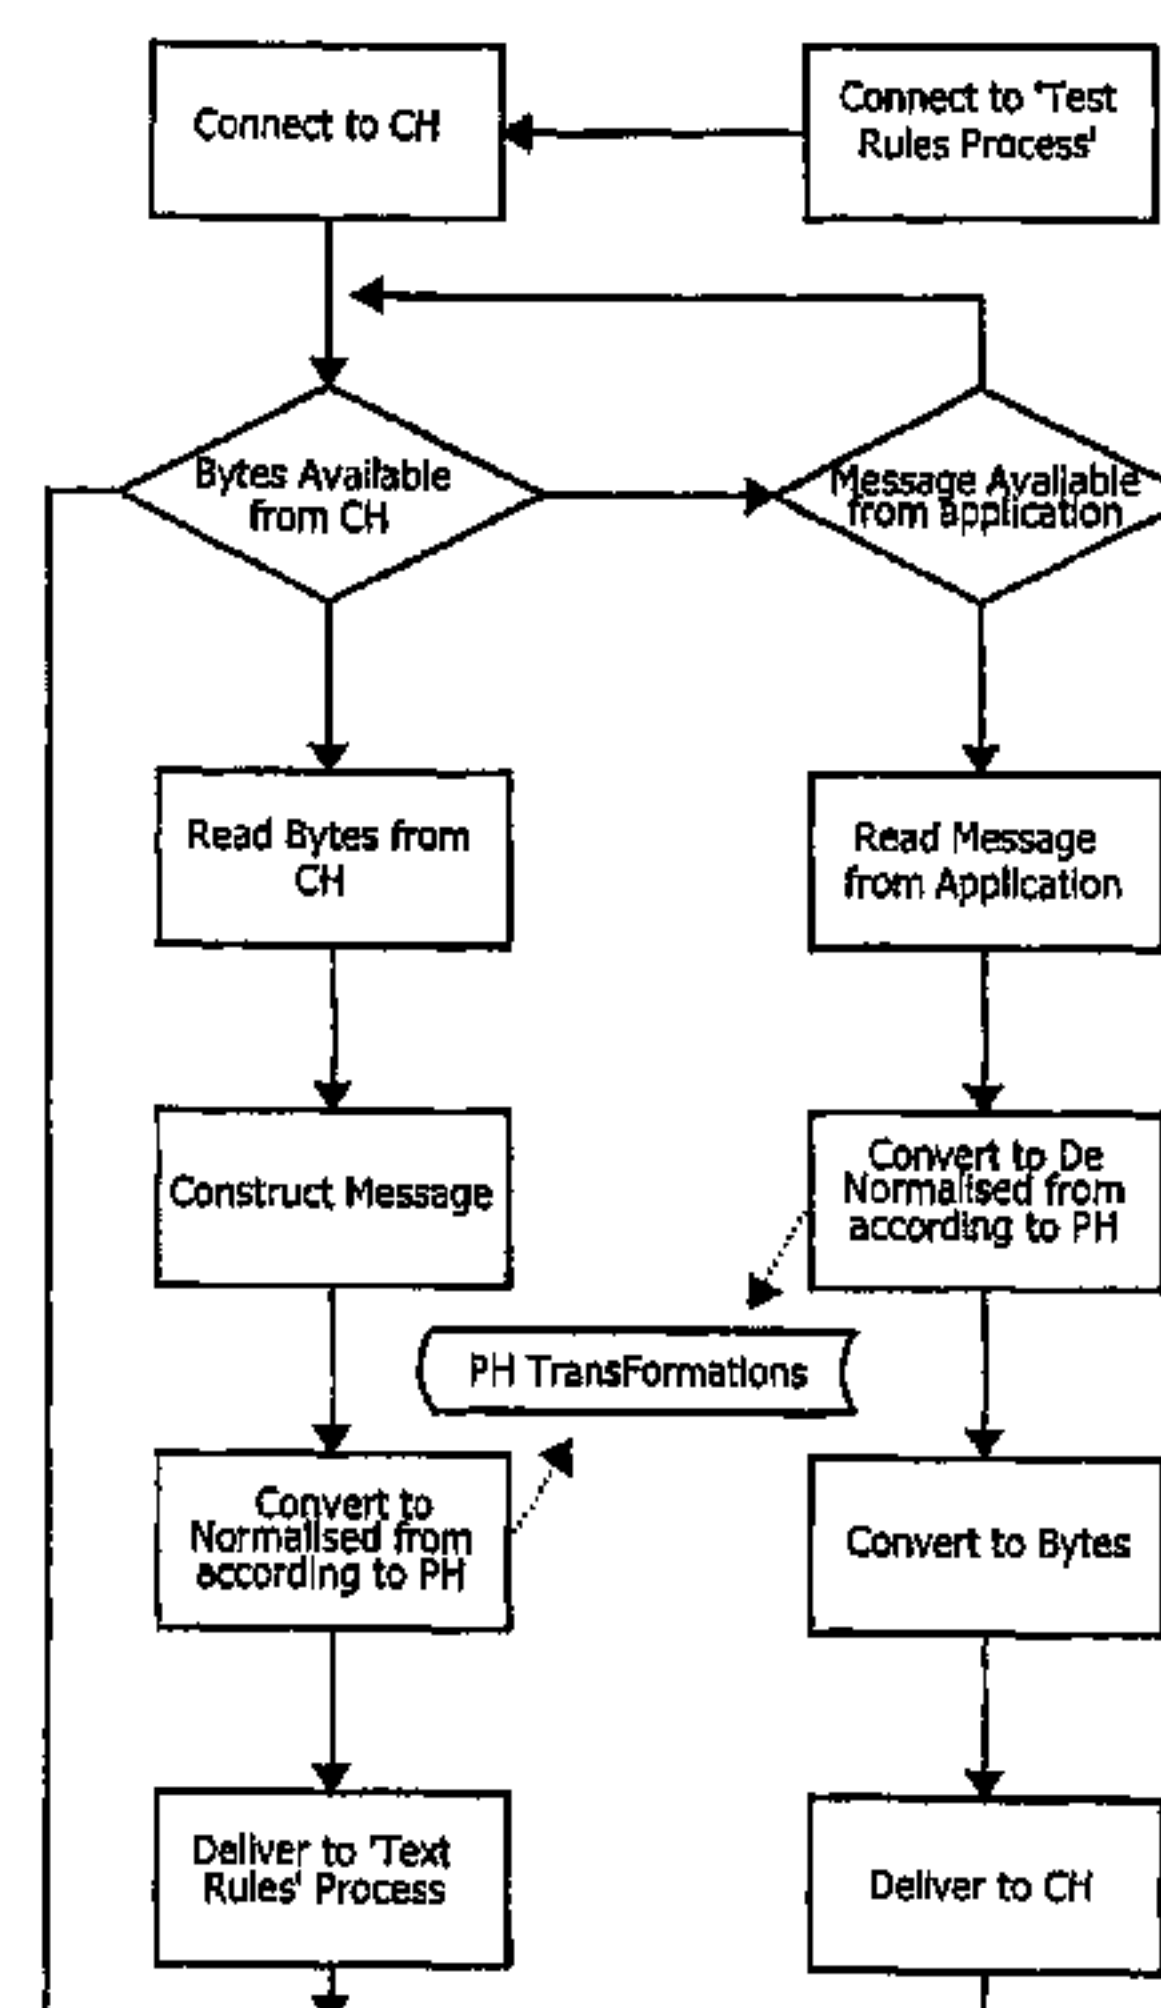 Connect to CH
Connect to 'Test
Rules Process'
Bytes Available
from CH
Message Available
from application
Read Bytes from
CH
Read Message
from Application
Construct Message
Convert to De
Normalised from
according to PH
PH TransFormations
Convert to
Normalised from
according to PH
Convert to Bytes
Deliver to 'Text
Rules' Process
Deliver to CH